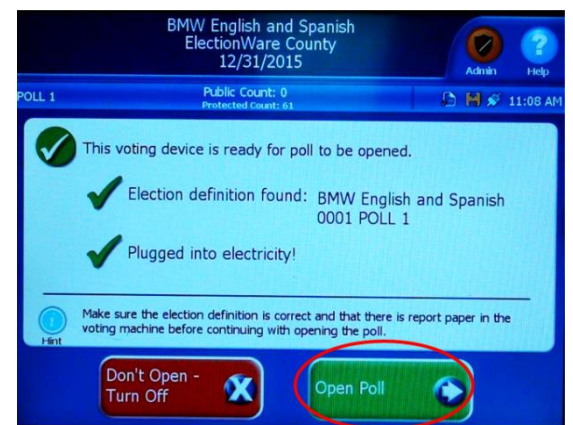 BMW English and Spanish
ElectionWare County
12/31/2015
Admin
Help
POLL 1
Public Count: 0
Protected Count: 61
11:08 AM
This voting device is ready for poll to be opened.
Election definition found: BMW English and Spanish
0001 POLL 1
Plugged into electricity!
Hint
Make sure the election definition is correct and that there is report paper in the
voting machine before continuing with opening the poll.
Don't Open -
Turn Off
Open Poll